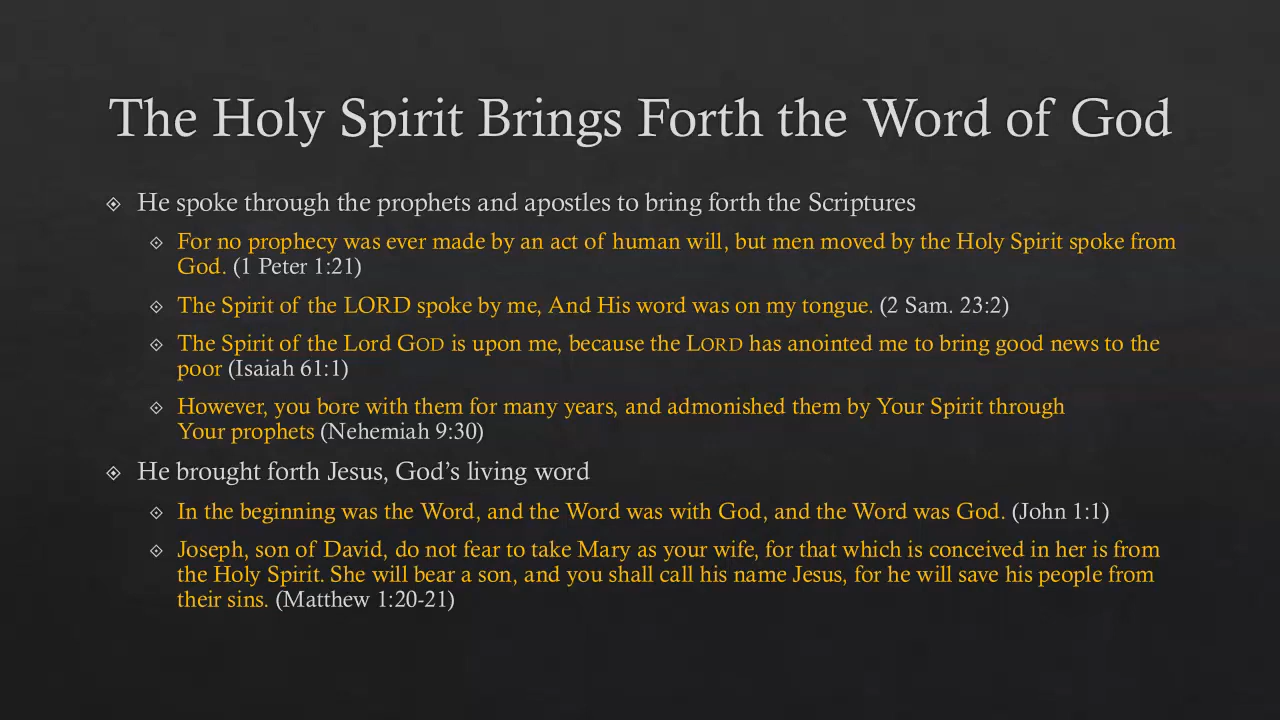 The Holy Spirit Brings Forth the Word of God
He spoke through the prophets and apostles to bring forth the Scriptures
For no prophecy was ever made by an act of human will, but men moved by the Holy Spirit spoke from
God. (1 Peter 1:21)
The Spirit of the LORD spoke by me, And His word was on my tongue. (2 Sam. 23:2)
The Spirit of the Lord GOD is upon me, because the LORD has anointed me to bring good news to the
poor (Isaiah 61:1)
However, you bore with them for many years, and admonished them by Your Spirit through
Your prophets (Nehemiah 9:30)
He brought forth Jesus, God’s living word
In the beginning was the Word, and the Word was with God, and the Word was God. (John 1:1)
Joseph, son of David, do not fear to take Mary as your wife, for that which is conceived in her is from
the Holy Spirit. She will bear a son, and you shall call his name Jesus, for he will save his people from
their sins. (Matthew 1:20-21)